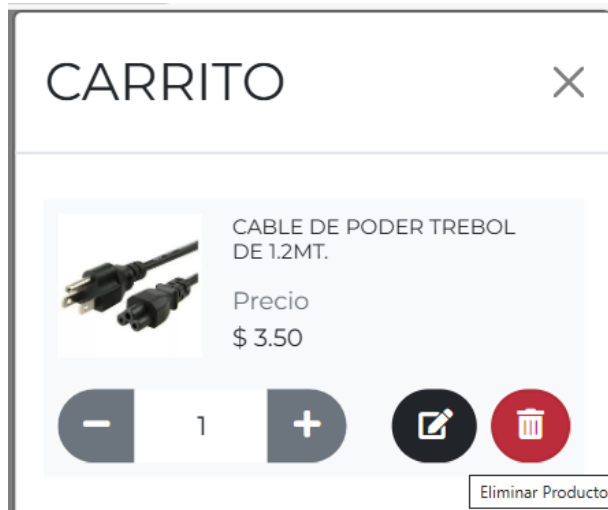 CARRITO
CABLE DE PODER TREBOL
DE 1.2MT.
Precio
$ 3.50
1
Eliminar Producto